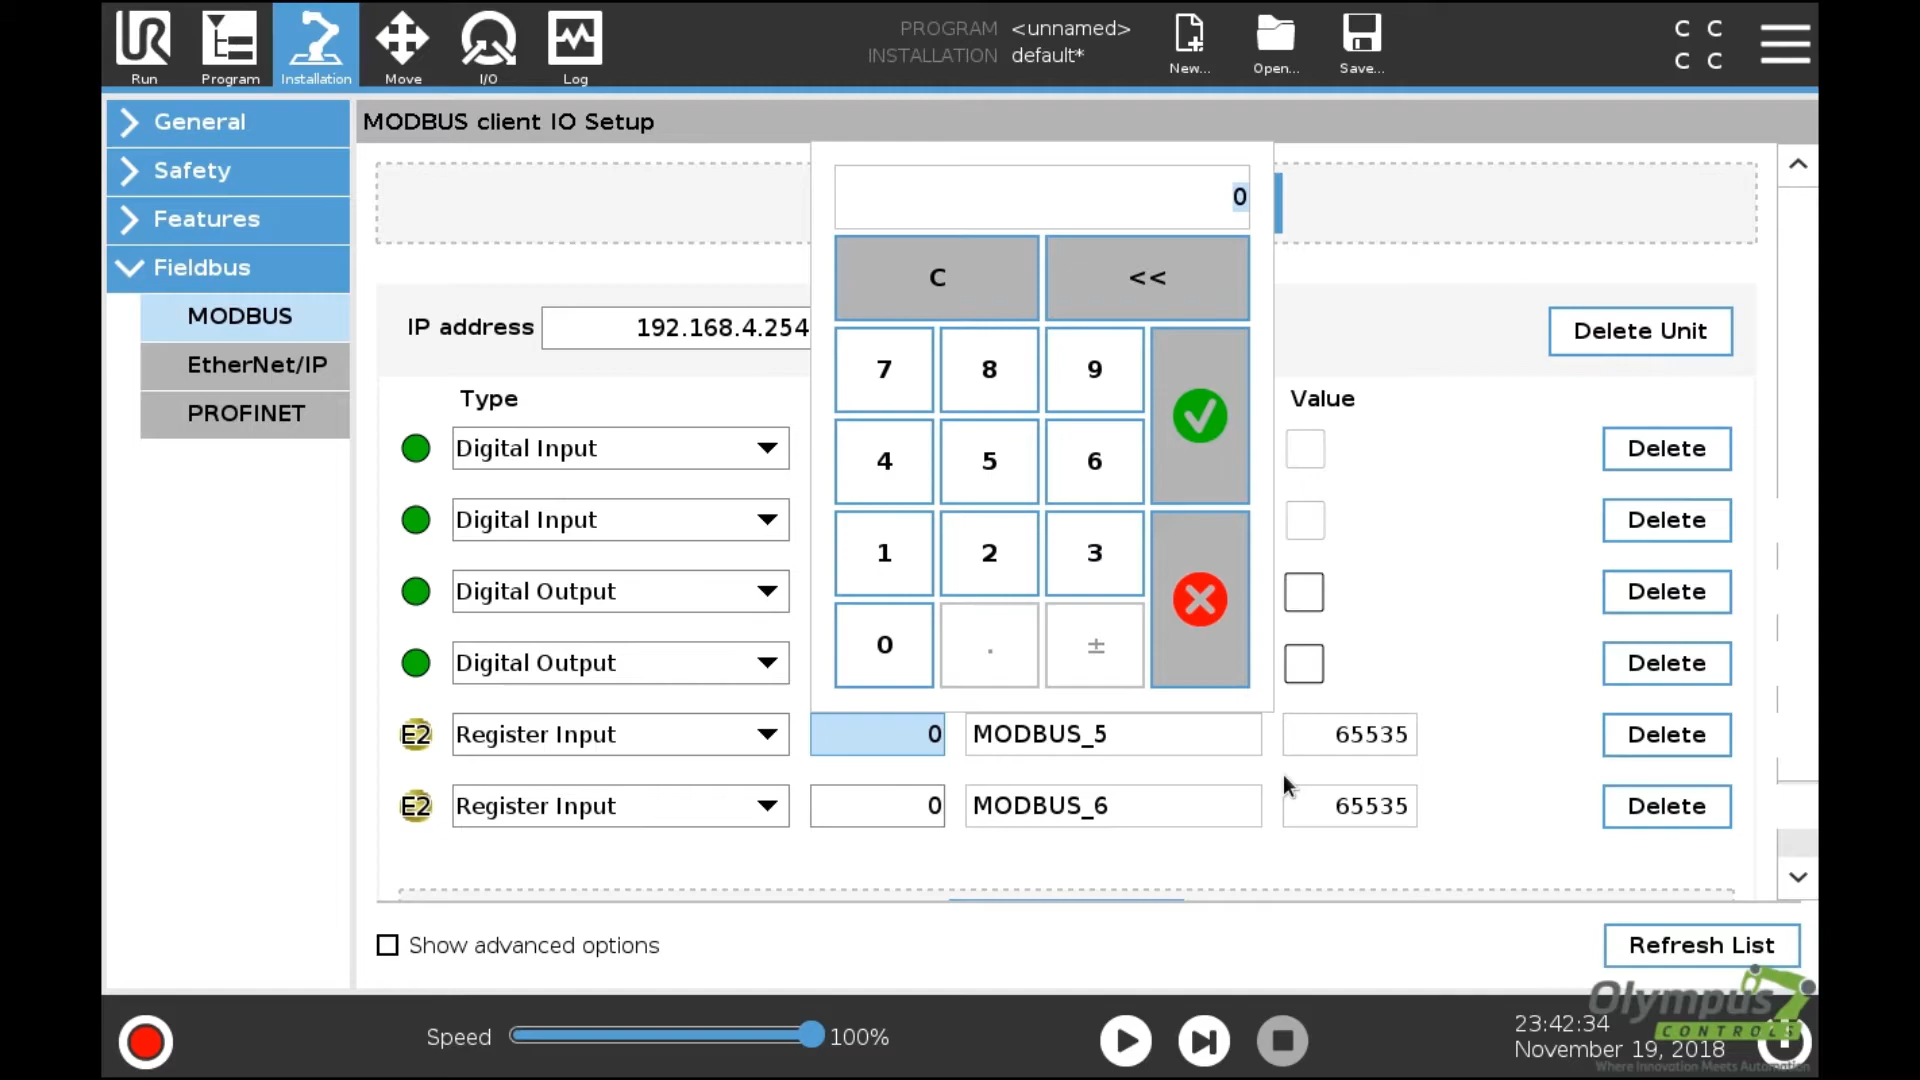 PROGRAM <unnamed>
INSTALLATION default*
C C
C C
Run
Program
Installation
Move
I/O
Log
New...
Open...
Save...
General
Safety
Features
Fieldbus
MODBUS
EtherNet/IP
PROFINET
MODBUS client IO Setup
IP address 192.168.4.254
Delete Unit
0
C <<
7 8 9
4 5 6
1 2 3
0 . ±
Type Value
Digital Input Delete
Digital Input Delete
Digital Output Delete
Digital Output Delete
E2 Register Input 0 MODBUS_5 65535 Delete
E2 Register Input 0 MODBUS_6 65535 Delete
Show advanced options
Refresh List
Speed 100%
23:42:34
November 19, 2018
Olympus
CONTROLS
Where Innovation Meets Automation